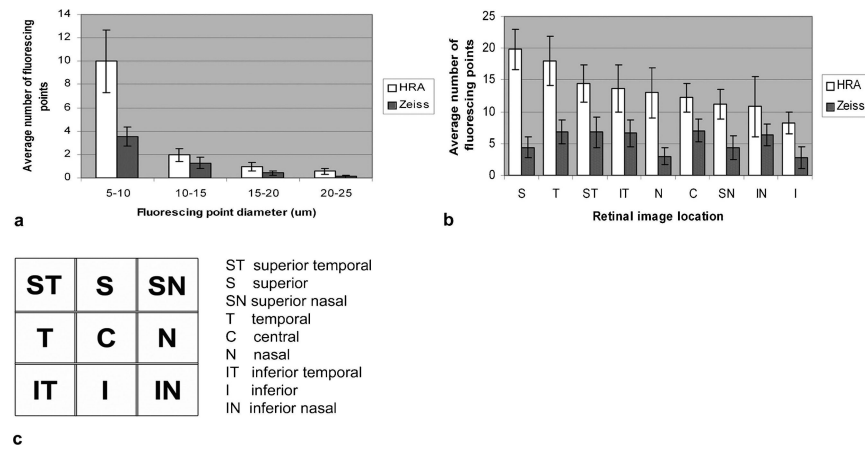 Average number of fluorescing
points
14
12
10
8
6
4
2
0
5-10 10-15 15-20 20-25
Fluorescing point diameter (um)
HRA
Zeiss
a
Average number of
fluorescing points
25
20
15
10
5
0
S T ST IT N C SN IN I
Retinal image location
HRA
Zeiss
b
ST S SN
T C N
IT I IN
ST superior temporal
S superior
SN superior nasal
T temporal
C central
N nasal
IT inferior temporal
I inferior
IN inferior nasal
c